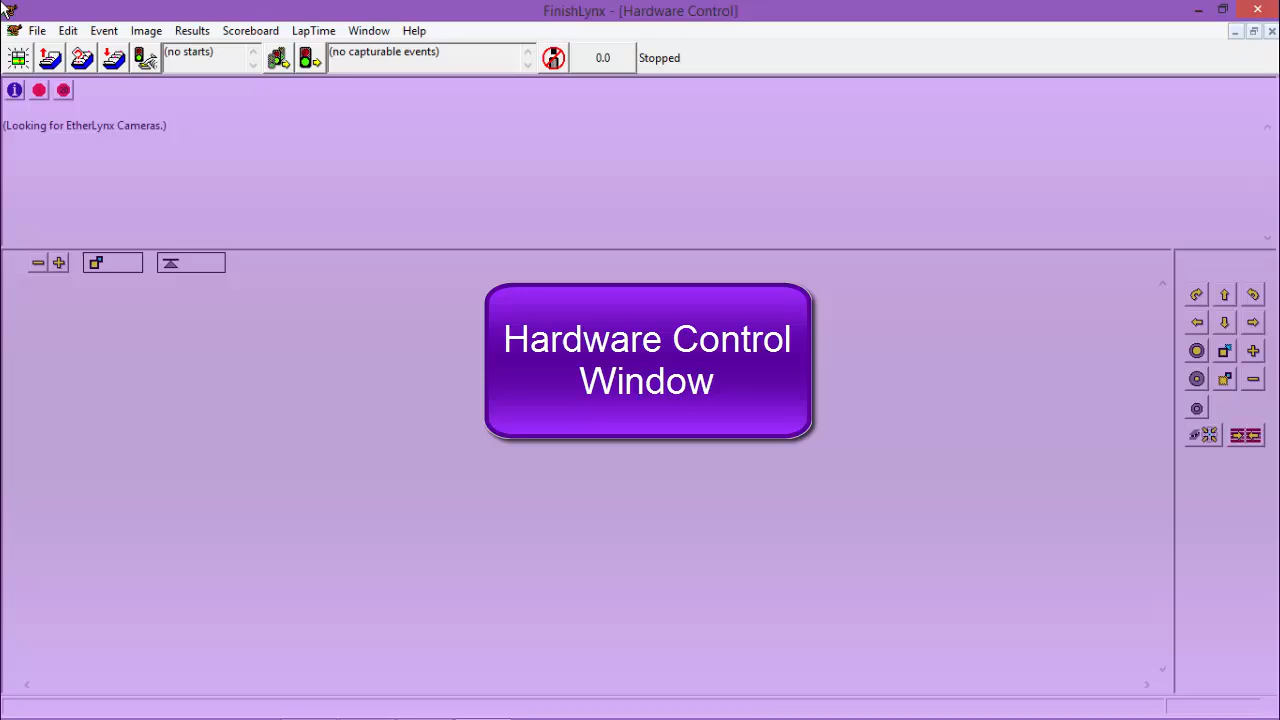 FinishLynx - [Hardware Control]
File Edit Event Image Results Scoreboard LapTime Window Help
(no starts) (no capturable events) 0.0 Stopped
(Looking for EtherLynx Cameras.)
Hardware Control
Window